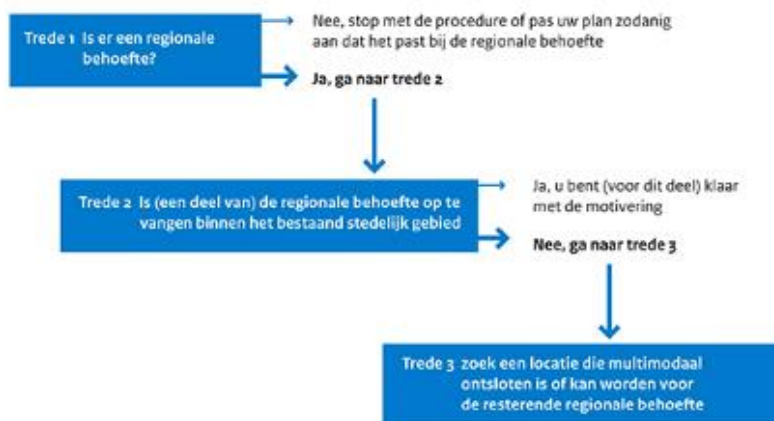 Trede 1 Is er een regionale
behoefte?
Nee, stop met de procedure of pas uw plan zodanig
aan dat het past bij de regionale behoefte
Ja, ga naar trede 2
Trede 2 Is (een deel van) de regionale behoefte op te
vangen binnen het bestaand stedelijk gebied
Ja, u bent (voor dit deel) klaar
met de motivering
Nee, ga naar trede 3
Trede 3 zoek een locatie die multimodaal
ontsloten is of kan worden voor
de resterende regionale behoefte